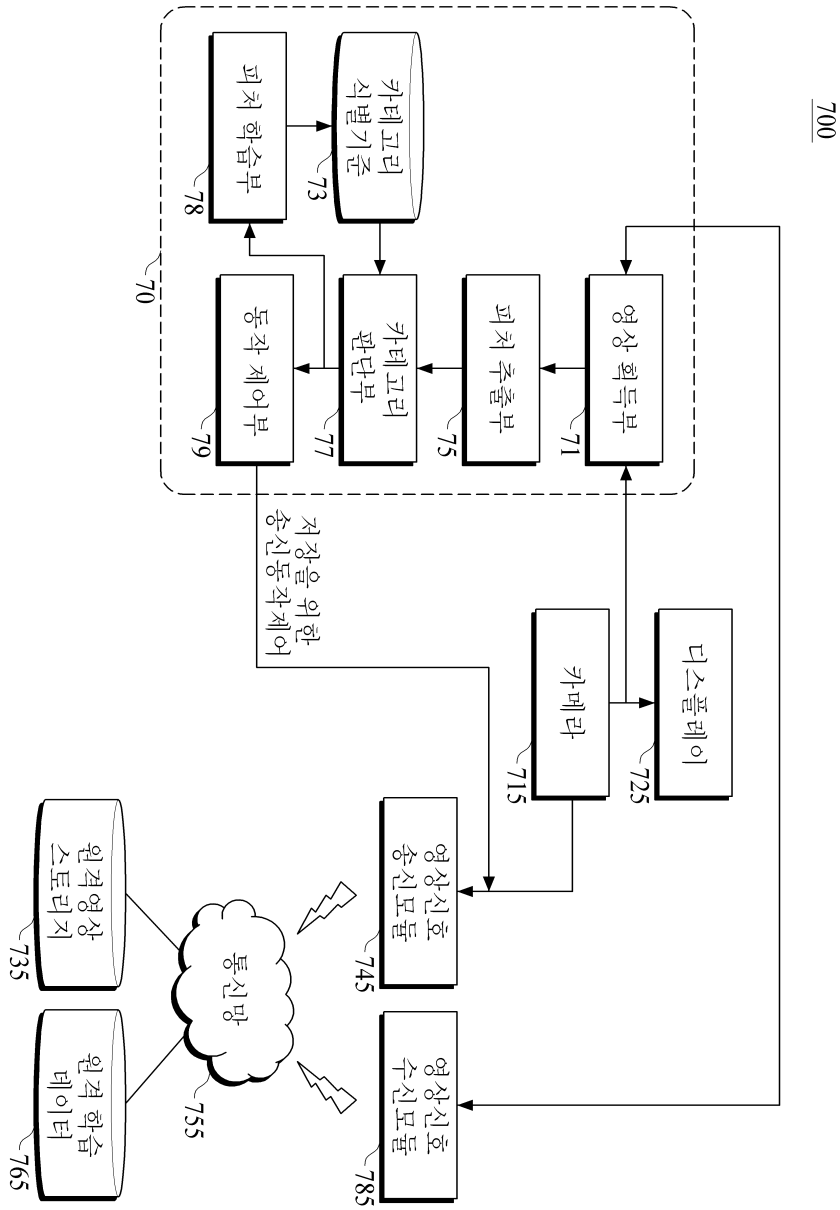 700
디스플레이
725
카메라
715
영상 획득부
71
피처 추출부
75
카테고리
식별기준
73
카테고리
판단부
77
피처 학습부
78
동작 제어부
79
70
저장을 위한
송신동작제어
영상신호
송신모듈
745
영상신호
수신모듈
785
통신망
755
원격영상
스토리지
735
원격 학습
데이터
765